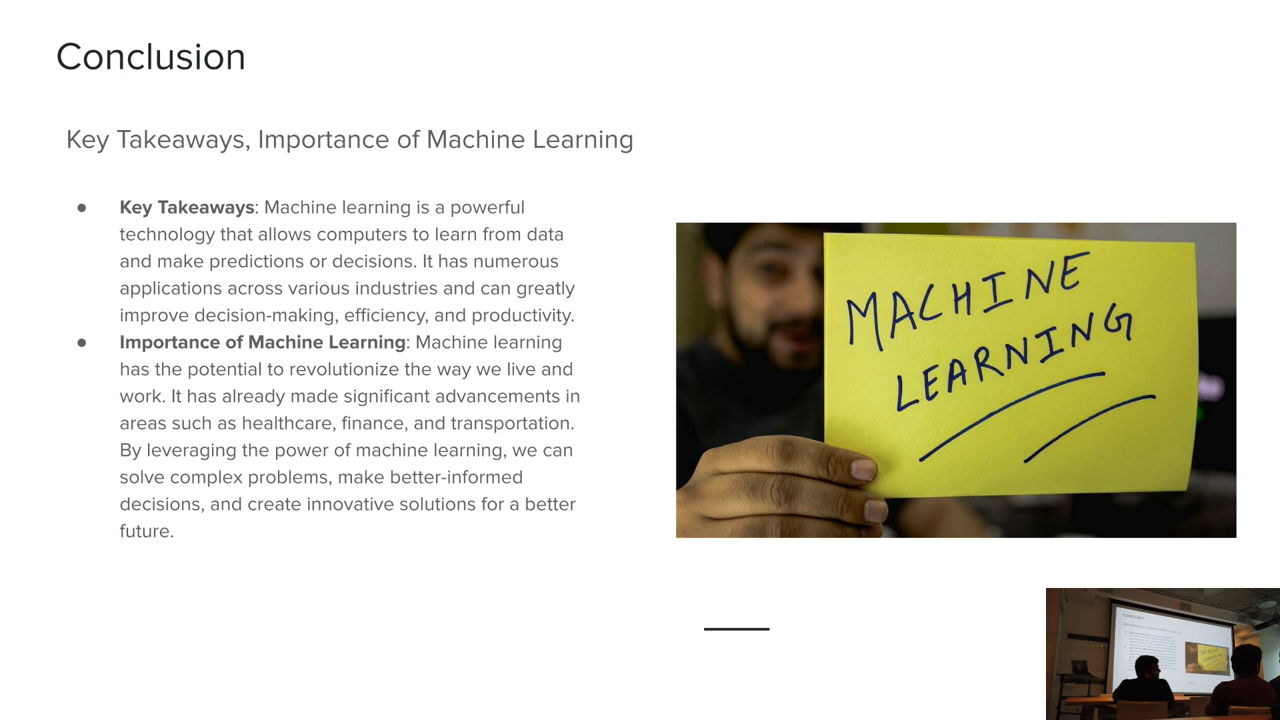 Conclusion
Key Takeaways, Importance of Machine Learning
● Key Takeaways: Machine learning is a powerful
technology that allows computers to learn from data
and make predictions or decisions. It has numerous
applications across various industries and can greatly
improve decision-making, efficiency, and productivity.
● Importance of Machine Learning: Machine learning
has the potential to revolutionize the way we live and
work. It has already made significant advancements in
areas such as healthcare, finance, and transportation.
By leveraging the power of machine learning, we can
solve complex problems, make better-informed
decisions, and create innovative solutions for a better
future.
MACHINE
LEARNING